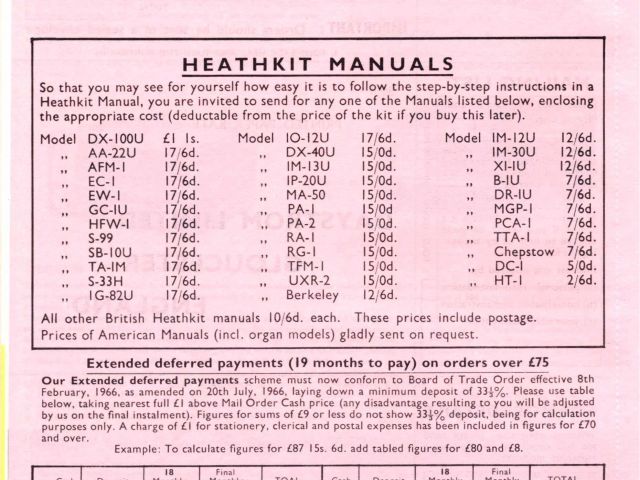 HEATHKIT MANUALS
So that you may see for yourself how easy it is to follow the step-by-step instructions in a
Heathkit Manual, you are invited to send for any one of the Manuals listed below, enclosing
the appropriate cost (deductable from the price of the kit if you buy this later).
Model DX-100U £1 1s. Model IO-12U 17/6d. Model IM-12U 12/6d.
„ AA-22U 17/6d. „ DX-40U 15/0d. „ IM-30U 12/6d.
„ AFM-1 17/6d. „ IM-13U 15/0d. „ XI-IU 12/6d.
„ EC-1 17/6d. „ IP-20U 15/0d. „ B-IU 7/6d.
„ EW-1 17/6d. „ MA-50 15/0d. „ DR-IU 7/6d.
„ GC-IU 17/6d. „ PA-1 15/0d. „ MGP-1 7/6d.
„ HFW-1 17/6d. „ PA-2 15/0d. „ PCA-1 7/6d.
„ S-99 17/6d. „ RA-1 15/0d. „ TTA-1 7/6d.
„ SB-10U 17/6d. „ RG-1 15/0d. „ Chepstow 7/6d.
„ TA-IM 17/6d. „ TFM-1 15/0d. „ DC-1 5/0d.
„ S-33H 17/6d. „ UXR-2 15/0d. „ HT-1 2/6d.
„ IG-82U 17/6d. „ Berkeley 12/6d.
All other British Heathkit manuals 10/6d. each. These prices include postage.
Prices of American Manuals (incl. organ models) gladly sent on request.
Extended deferred payments (19 months to pay) on orders over £75
Our Extended deferred payments scheme must now conform to Board of Trade Order effective 8th
February, 1966, as amended on 20th July, 1966, laying down a minimum deposit of 33⅓%. Please use table
below, taking nearest full £1 above Mail Order Cash price (any disadvantage resulting to you will be adjusted
by us on the final instalment). Figures for sums of £9 or less do not show 33⅓% deposit, being for calculation
purposes only. A charge of £1 for stationery, clerical and postal expenses has been included in figures for £70
and over.
Example: To calculate figures for £87 15s. 6d. add tabled figures for £80 and £8.
18 Final 18 Final